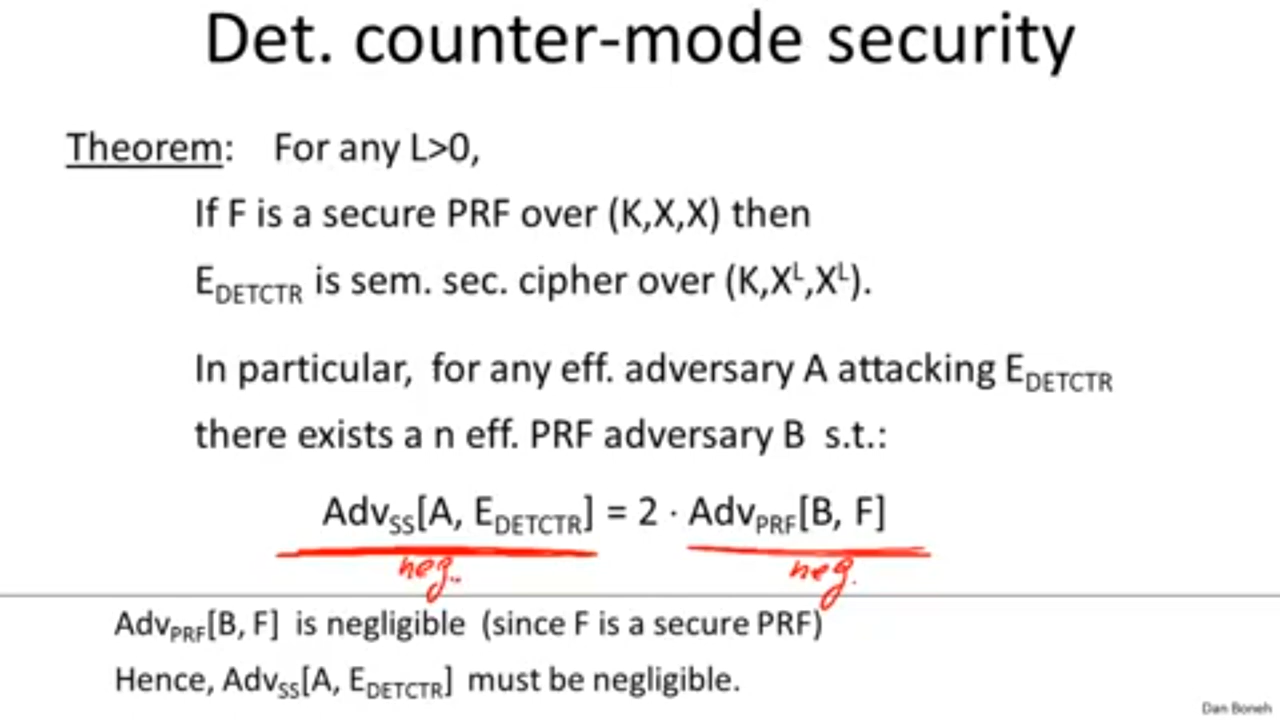 Det. counter-mode security
Theorem: For any L>0,
If F is a secure PRF over (K,X,X) then
E_DETCTR is sem. sec. cipher over (K,X^L,X^L).
In particular, for any eff. adversary A attacking E_DETCTR
there exists a n eff. PRF adversary B s.t.:
Adv_SS[A, E_DETCTR] = 2 · Adv_PRF[B, F]
neg. neg.
Adv_PRF[B, F] is negligible (since F is a secure PRF)
Hence, Adv_SS[A, E_DETCTR] must be negligible.
Dan Boneh